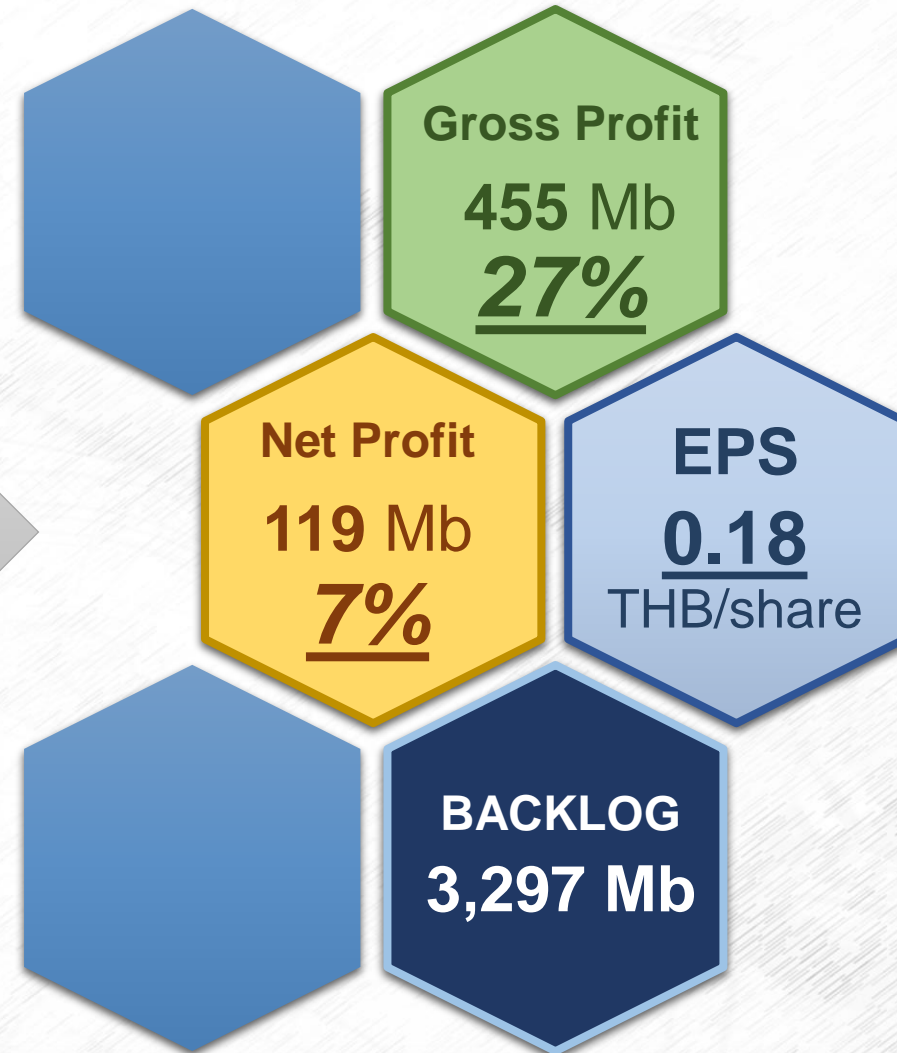 Gross Profit
455 Mb
27%
Net Profit
119 Mb
7%
EPS
0.18
THB/share
BACKLOG
3,297 Mb